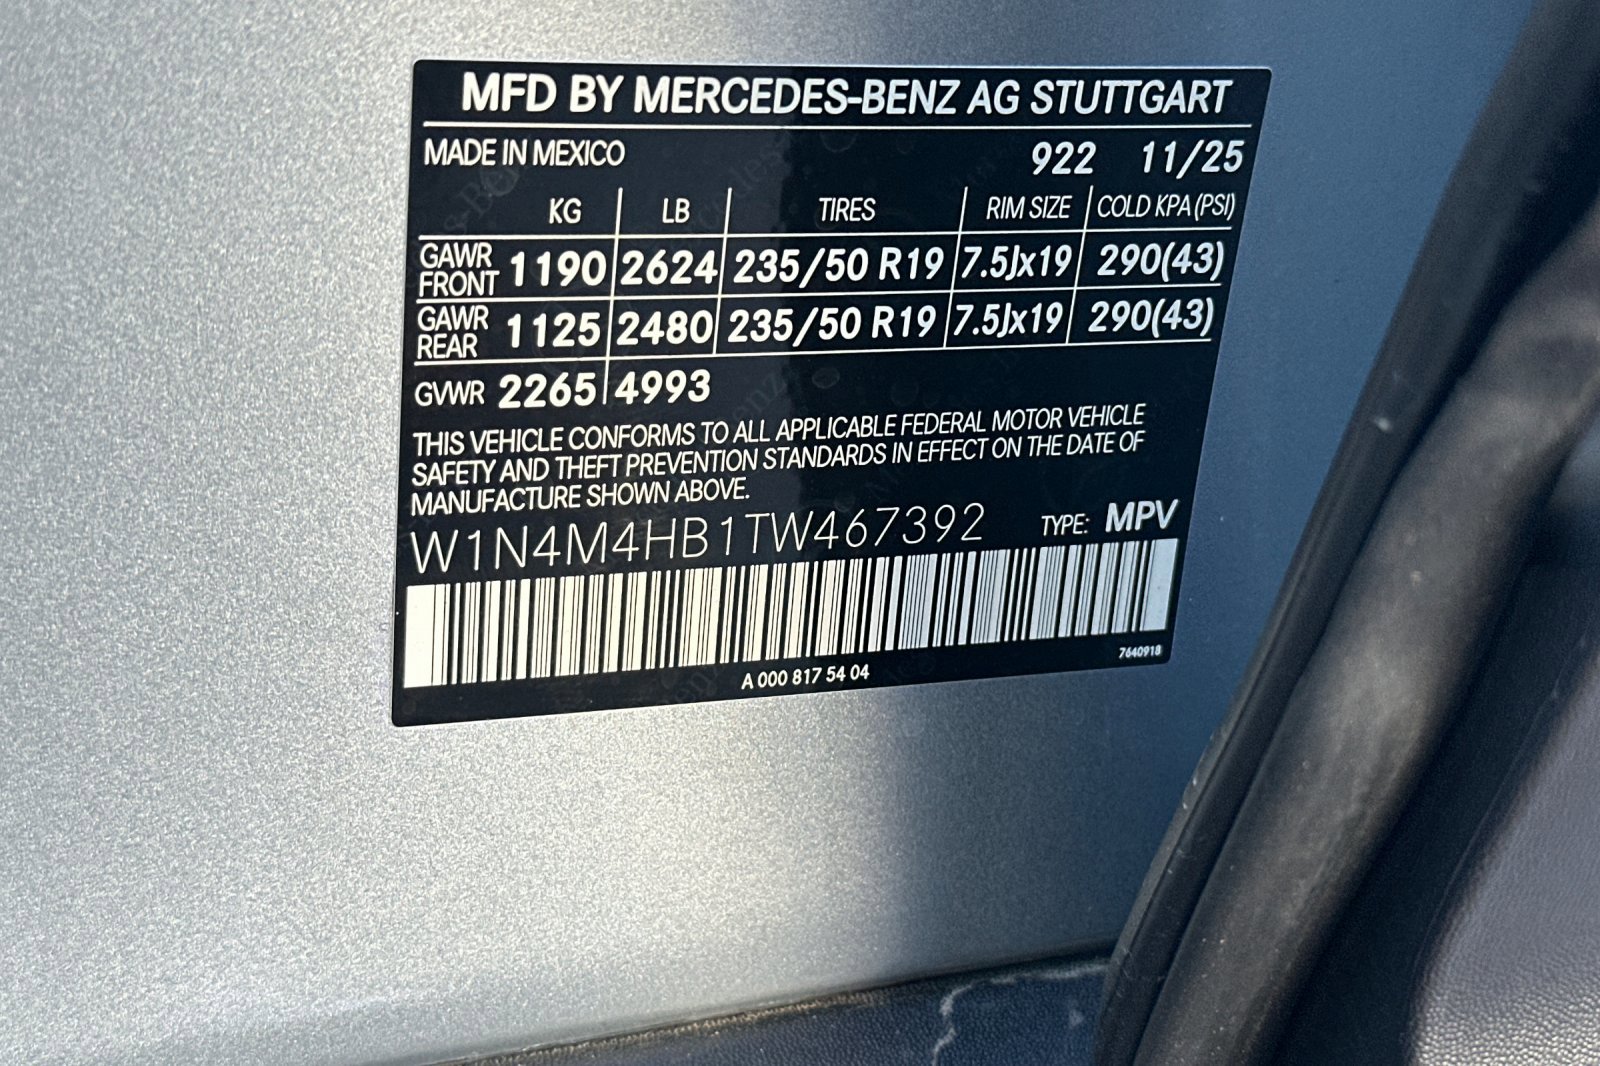 MFD BY MERCEDES-BENZ AG STUTTGART
MADE IN MEXICO 922 11/25
KG LB TIRES RIM SIZE COLD KPA(PSI)
GAWR FRONT 1190 2624 235/50 R19 7.5Jx19 290(43)
GAWR REAR 1125 2480 235/50 R19 7.5Jx19 290(43)
GVWR 2265 4993
THIS VEHICLE CONFORMS TO ALL APPLICABLE FEDERAL MOTOR VEHICLE
SAFETY AND THEFT PREVENTION STANDARDS IN EFFECT ON THE DATE OF
MANUFACTURE SHOWN ABOVE.
W1N4M4HB1TW467392 TYPE: MPV
A 000 817 54 04 7640918